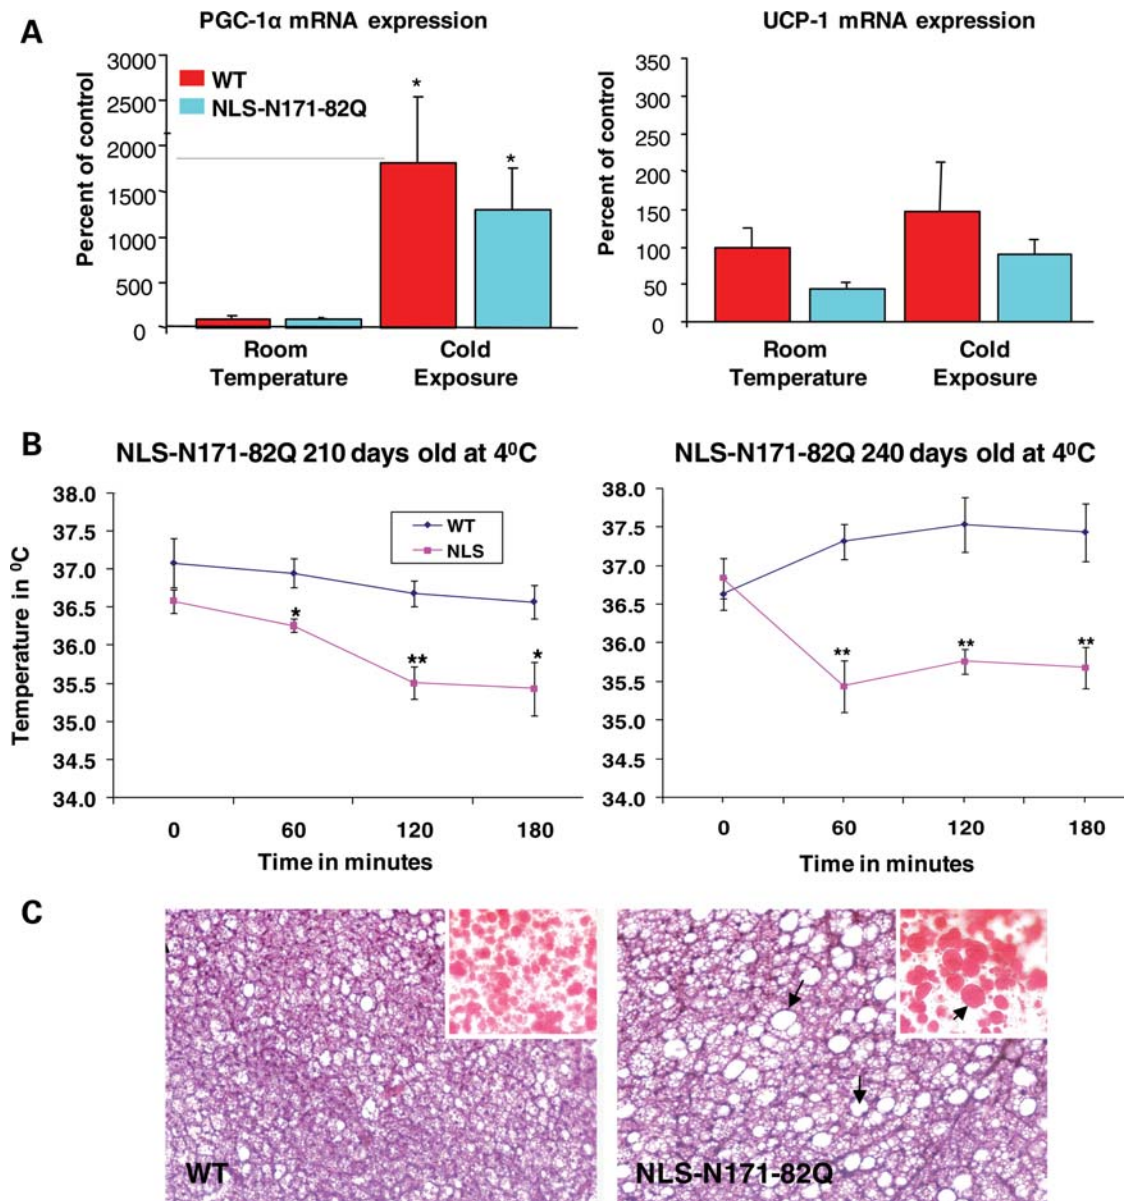 A
PGC-1α mRNA expression
UCP-1 mRNA expression
Percent of control
3000
2500
2000
1500
1000
500
0
WT
NLS-N171-82Q
*
*
Room
Temperature
Cold
Exposure
Percent of control
350
300
250
200
150
100
50
0
Room
Temperature
Cold
Exposure
B
NLS-N171-82Q 210 days old at 4⁰C
NLS-N171-82Q 240 days old at 4⁰C
Temperature in ⁰C
38.0
37.5
37.0
36.5
36.0
35.5
35.0
34.5
34.0
WT
NLS
*
**
*
0 60 120 180
Time in minutes
38.0
37.5
37.0
36.5
36.0
35.5
35.0
34.5
34.0
**
**
**
0 60 120 180
Time in minutes
C
WT
NLS-N171-82Q